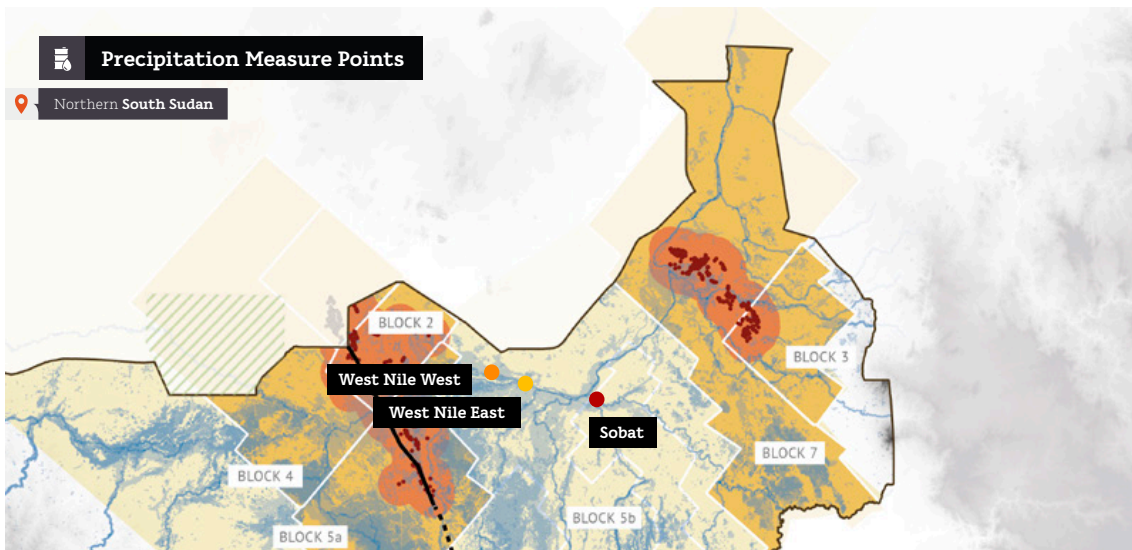 Precipitation Measure Points
Northern South Sudan
BLOCK 2
BLOCK 3
West Nile West
West Nile East
Sobat
BLOCK 7
BLOCK 4
BLOCK 5b
BLOCK 5a